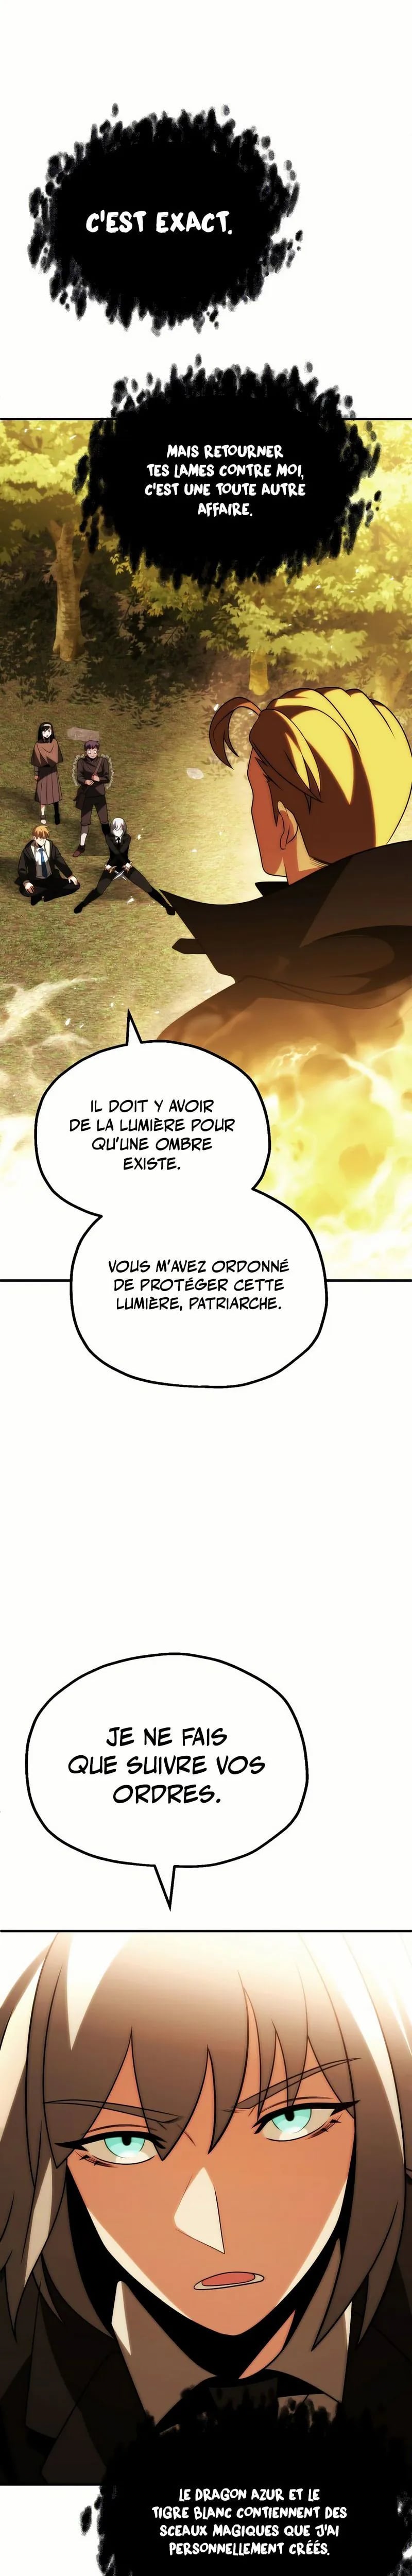 C'EST EXACT.
MAIS RETOURNER
TES LAMES CONTRE MOI,
C'EST UNE TOUTE AUTRE
AFFAIRE.
IL DOIT Y AVOIR
DE LA LUMIÈRE POUR
QU'UNE OMBRE
EXISTE.
VOUS M'AVEZ ORDONNÉ
DE PROTÉGER CETTE
LUMIÈRE, PATRIARCHE.
JE NE FAIS
QUE SUIVRE VOS
ORDRES.
LE DRAGON AZUR ET LE
TIGRE BLANC CONTIENNENT DES
SCEAUX MAGIQUES QUE J'AI
PERSONNELLEMENT CRÉÉS.